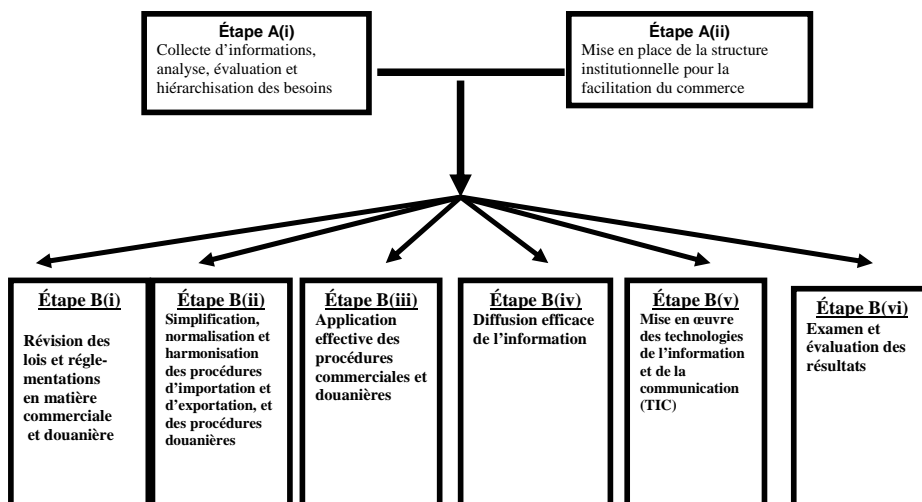 Étape A(i)
Collecte d’informations,
analyse, évaluation et
hiérarchisation des besoins
Étape A(ii)
Mise en place de la structure
institutionnelle pour la
facilitation du commerce
Étape B(i)
Révision des
lois et régle-
mentations
en matière
commerciale
et douanière
Étape B(ii)
Simplification,
normalisation et
harmonisation
des procédures
d’importation et
d’exportation, et
des procédures
douanières
Étape B(iii)
Application
effective des
procédures
commerciales et
douanières
Étape B(iv)
Diffusion efficace
de l’information
Étape B(v)
Mise en œuvre
des technologies
de l’information
et de la
communication
(TIC)
Étape B(vi)
Examen et
évaluation des
résultats